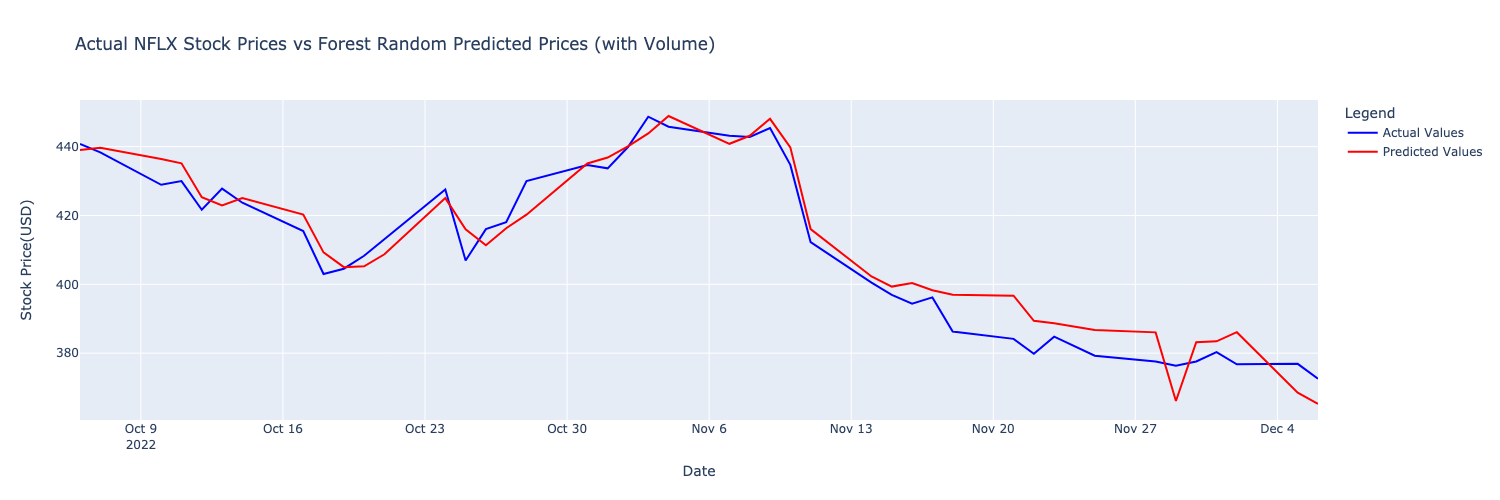 Actual NFLX Stock Prices vs Forest Random Predicted Prices (with Volume)
Legend
Actual Values
Predicted Values
Stock Price(USD)
440
420
400
380
Oct 9
2022
Oct 16
Oct 23
Oct 30
Nov 6
Nov 13
Nov 20
Nov 27
Dec 4
Date